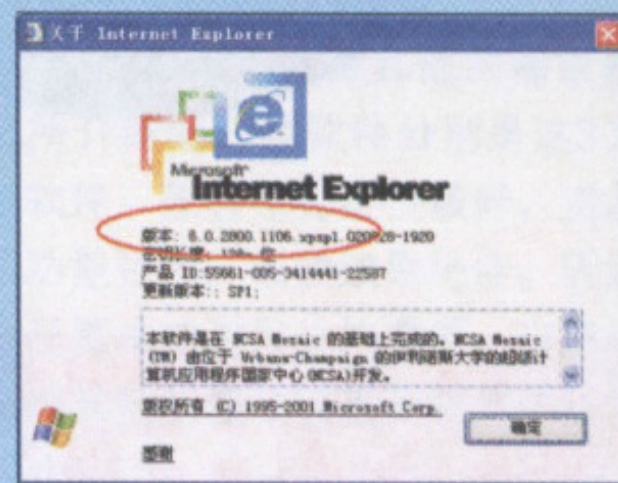 关于 Internet Explorer
Microsoft
Internet Explorer
版本: 6.0.2800.1106.xpsp1.020828-1920
密钥长度: 128- 位
产品 ID:55661-005-3414441-22587
更新版本:: SP1;
本软件是在 NCSA Mosaic 的基础上完成的。NCSA Mosaic
(TM) 由位于 Urbana-Champaign 的伊利诺斯大学的超级计
算机应用程序国家中心(NCSA)开发。
版权所有 (C) 1995-2001 Microsoft Corp.
确定
感谢